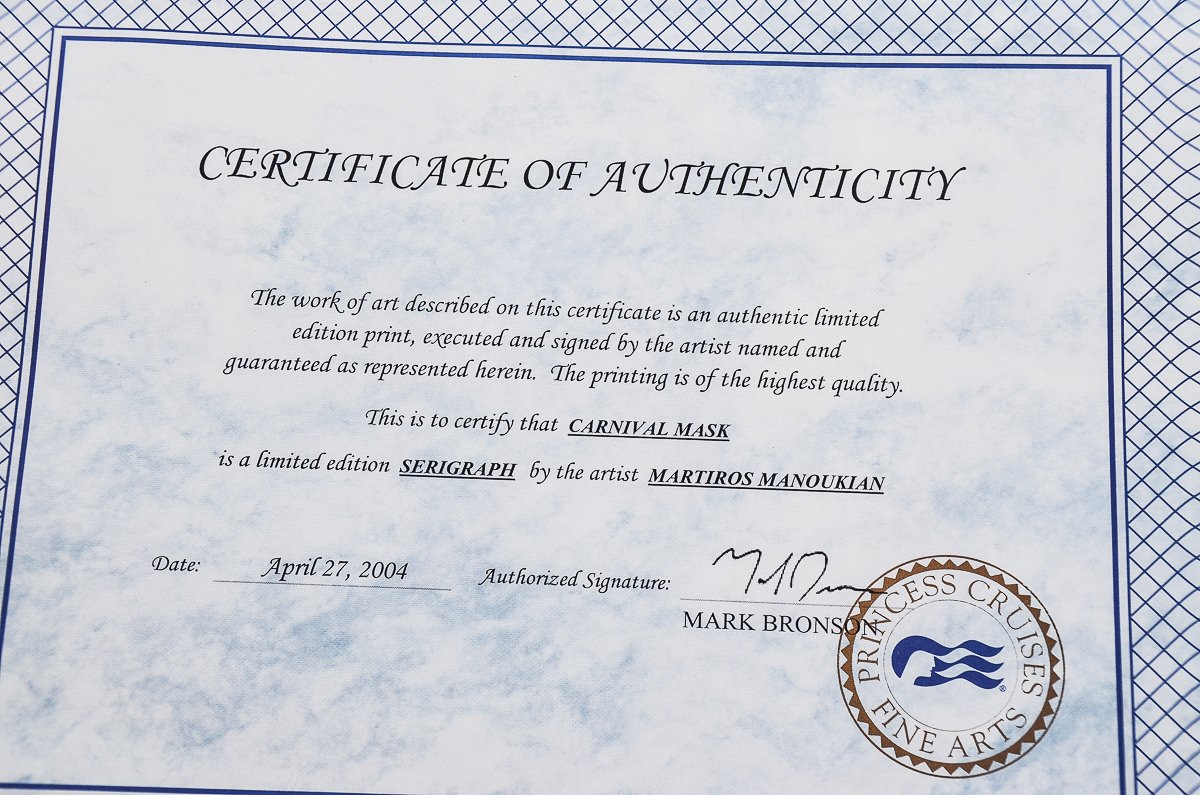 CERTIFICATE OF AUTHENTICITY
The work of art described on this certificate is an authentic limited
edition print, executed and signed by the artist named and
guaranteed as represented herein. The printing is of the highest quality.
This is to certify that CARNIVAL MASK
is a limited edition SERIGRAPH by the artist MARTIROS MANOUKIAN
Date: April 27, 2004 Authorized Signature:
MARK BRONSON
PRINCESS CRUISES
®
FINE ARTS